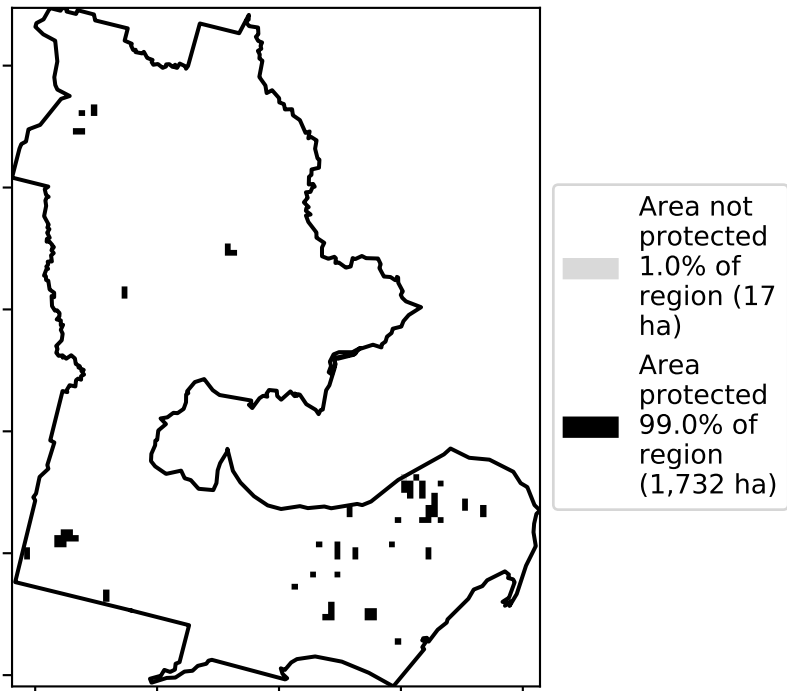 Area not
protected
1.0% of
region (17
ha)
Area
protected
99.0% of
region
(1,732 ha)